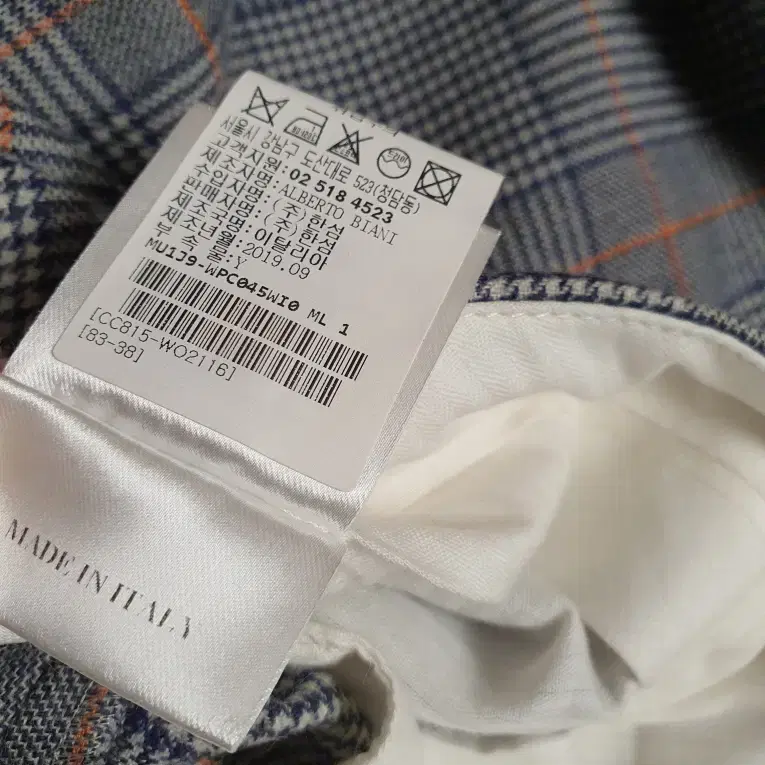 서울시 강남구 도산대로 523(청담동)
고객지원: 02 518 4523
제조자명: ALBERTO BIANI
수입자명: (주)한섬
판매자명: (주)한섬
제조국명: 이탈리아
제조년월: 2019.09
부 속 품: Y
MU1J9-WPC045WI0 ML 1
[CC815-WO2116]
[83-38]
MADE IN ITALY